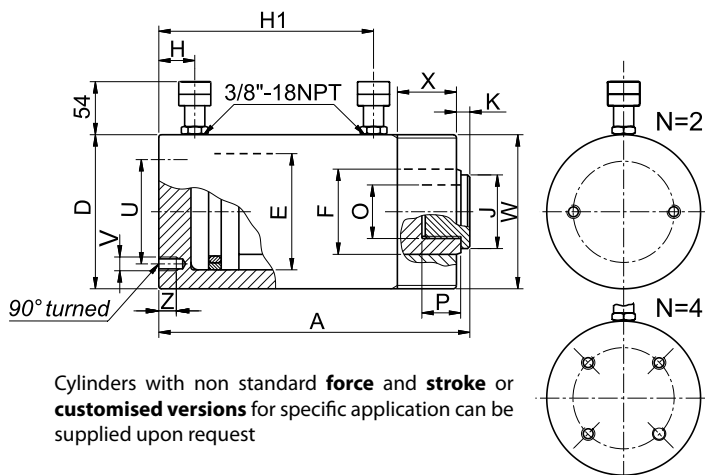 H1
H
X
K
3/8"-18NPT
54
N=2
D
U
V
E
F
O
J
W
Z
P
90° turned
A
N=4
Cylinders with non standard force and stroke or
customised versions for specific application can be
supplied upon request